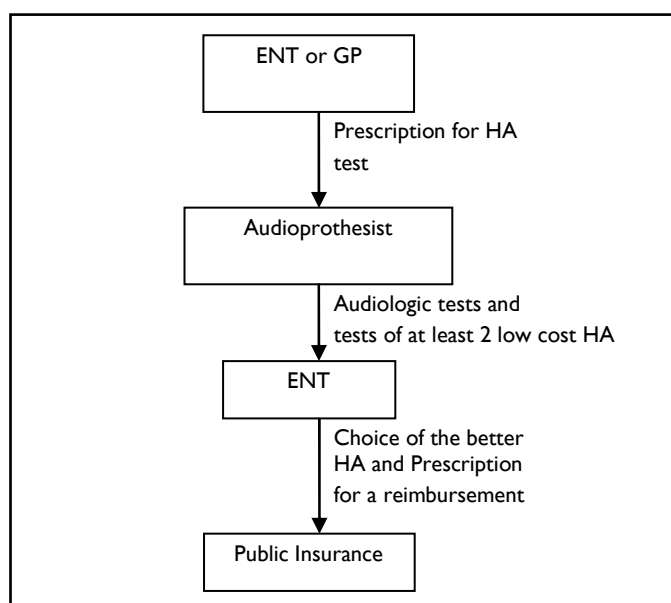 ENT or GP
Prescription for HA
test
Audioprothesist
Audiologic tests and
tests of at least 2 low cost HA
ENT
Choice of the better
HA and Prescription
for a reimbursement
Public Insurance